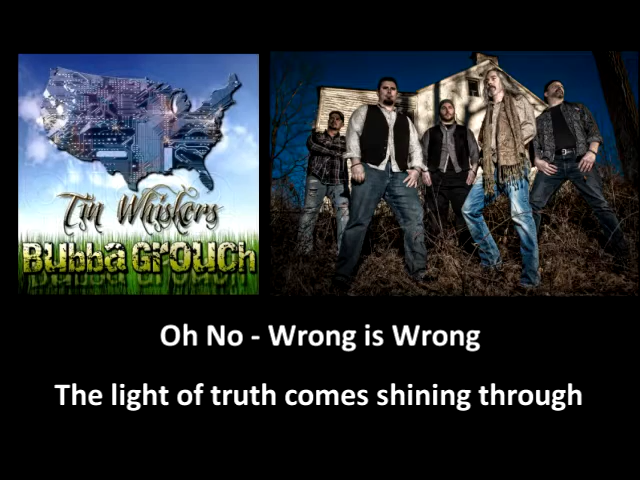 Tin Whiskers
Bubba Grouch
Oh No - Wrong is Wrong
The light of truth comes shining through